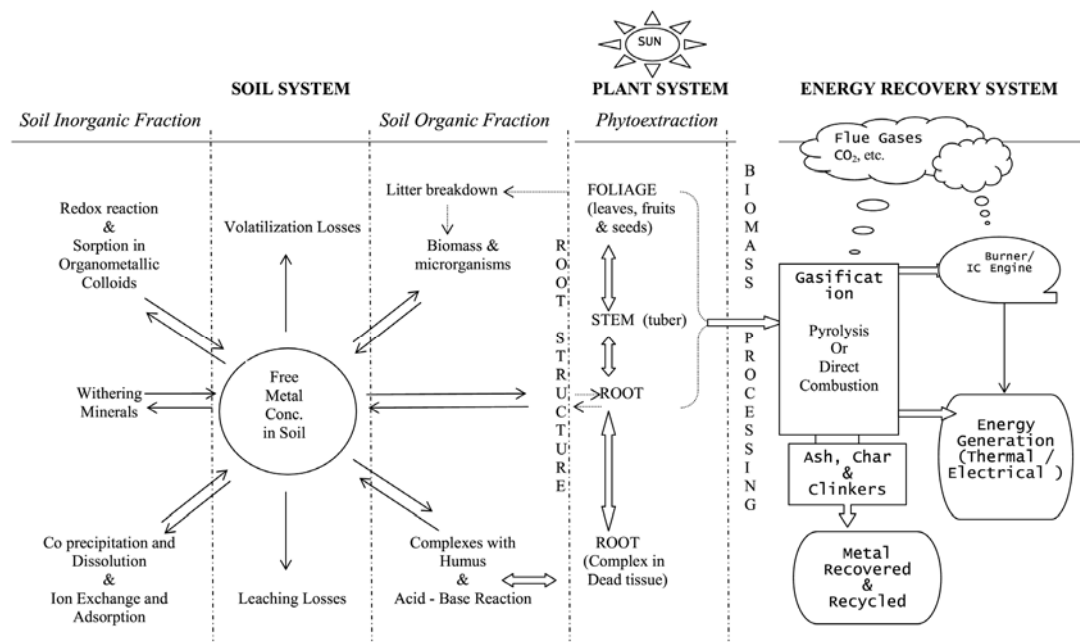 SUN
SOIL SYSTEM
PLANT SYSTEM
ENERGY RECOVERY SYSTEM
Soil Inorganic Fraction
Soil Organic Fraction
Phytoextraction
Redox reaction
&
Sorption in
Organometallic
Colloids
Withering
Minerals
Co precipitation and
Dissolution
&
Ion Exchange and
Adsorption
Volatilization Losses
Free
Metal
Conc.
in Soil
Leaching Losses
Litter breakdown
Biomass &
microrganisms
Complexes with
Humus
&
Acid - Base Reaction
ROOT STRUCTURE
FOLIAGE
(leaves, fruits
& seeds)
STEM (tuber)
ROOT
ROOT
(Complex in
Dead tissue)
BIOMASS PROCESSING
Flue Gases
CO₂, etc.
Gasificat
ion
Pyrolysis
Or
Direct
Combustion
Burner/
IC Engine
Ash, Char
&
Clinkers
Energy
Generation
(Thermal /
Electrical )
Metal
Recovered
&
Recycled